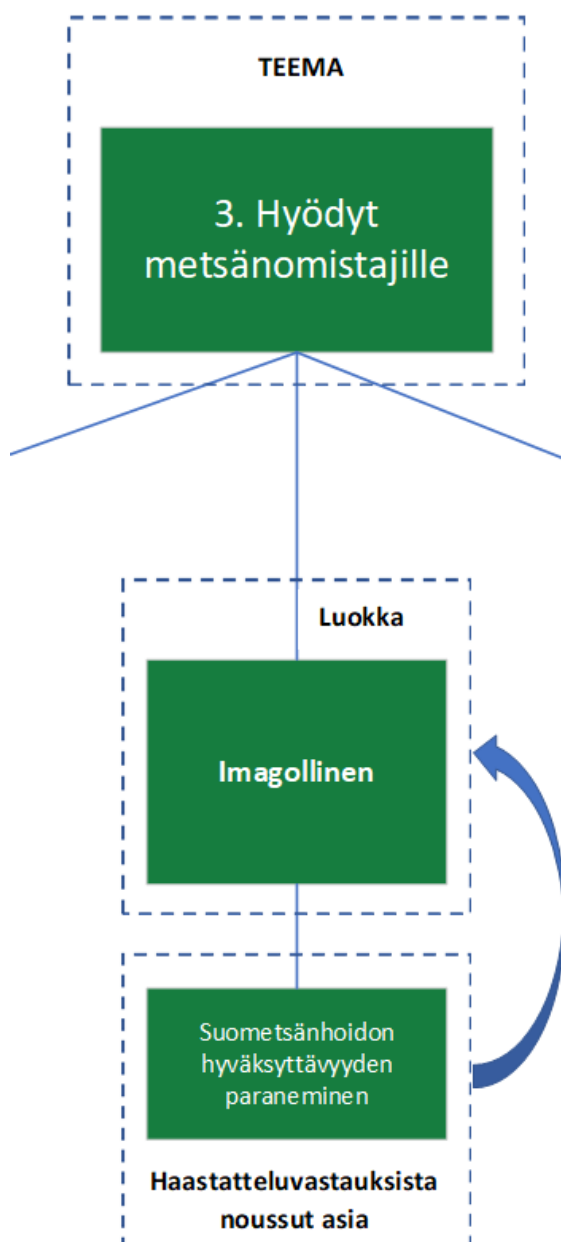 TEEMA
3. Hyödyt
metsänomistajille
Luokka
Imagollinen
Suometsänhoidon
hyväksyttävyyden
paraneminen
Haastatteluvastauksista
noussut asia